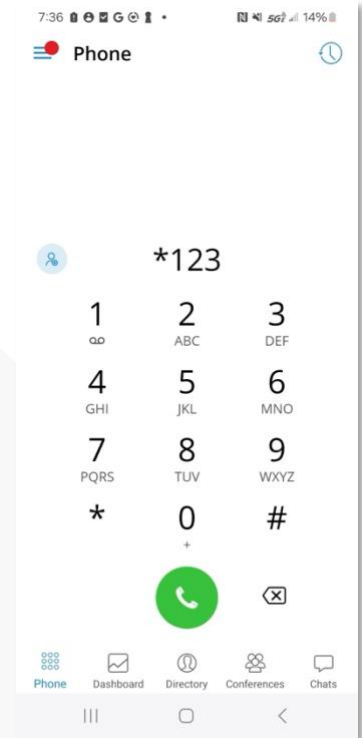 7:36 G 5G 14%
Phone
*123
1 2 3
ABC DEF
4 5 6
GHI JKL MNO
7 8 9
PQRS TUV WXYZ
* 0 #
+
Phone Dashboard Directory Conferences Chats